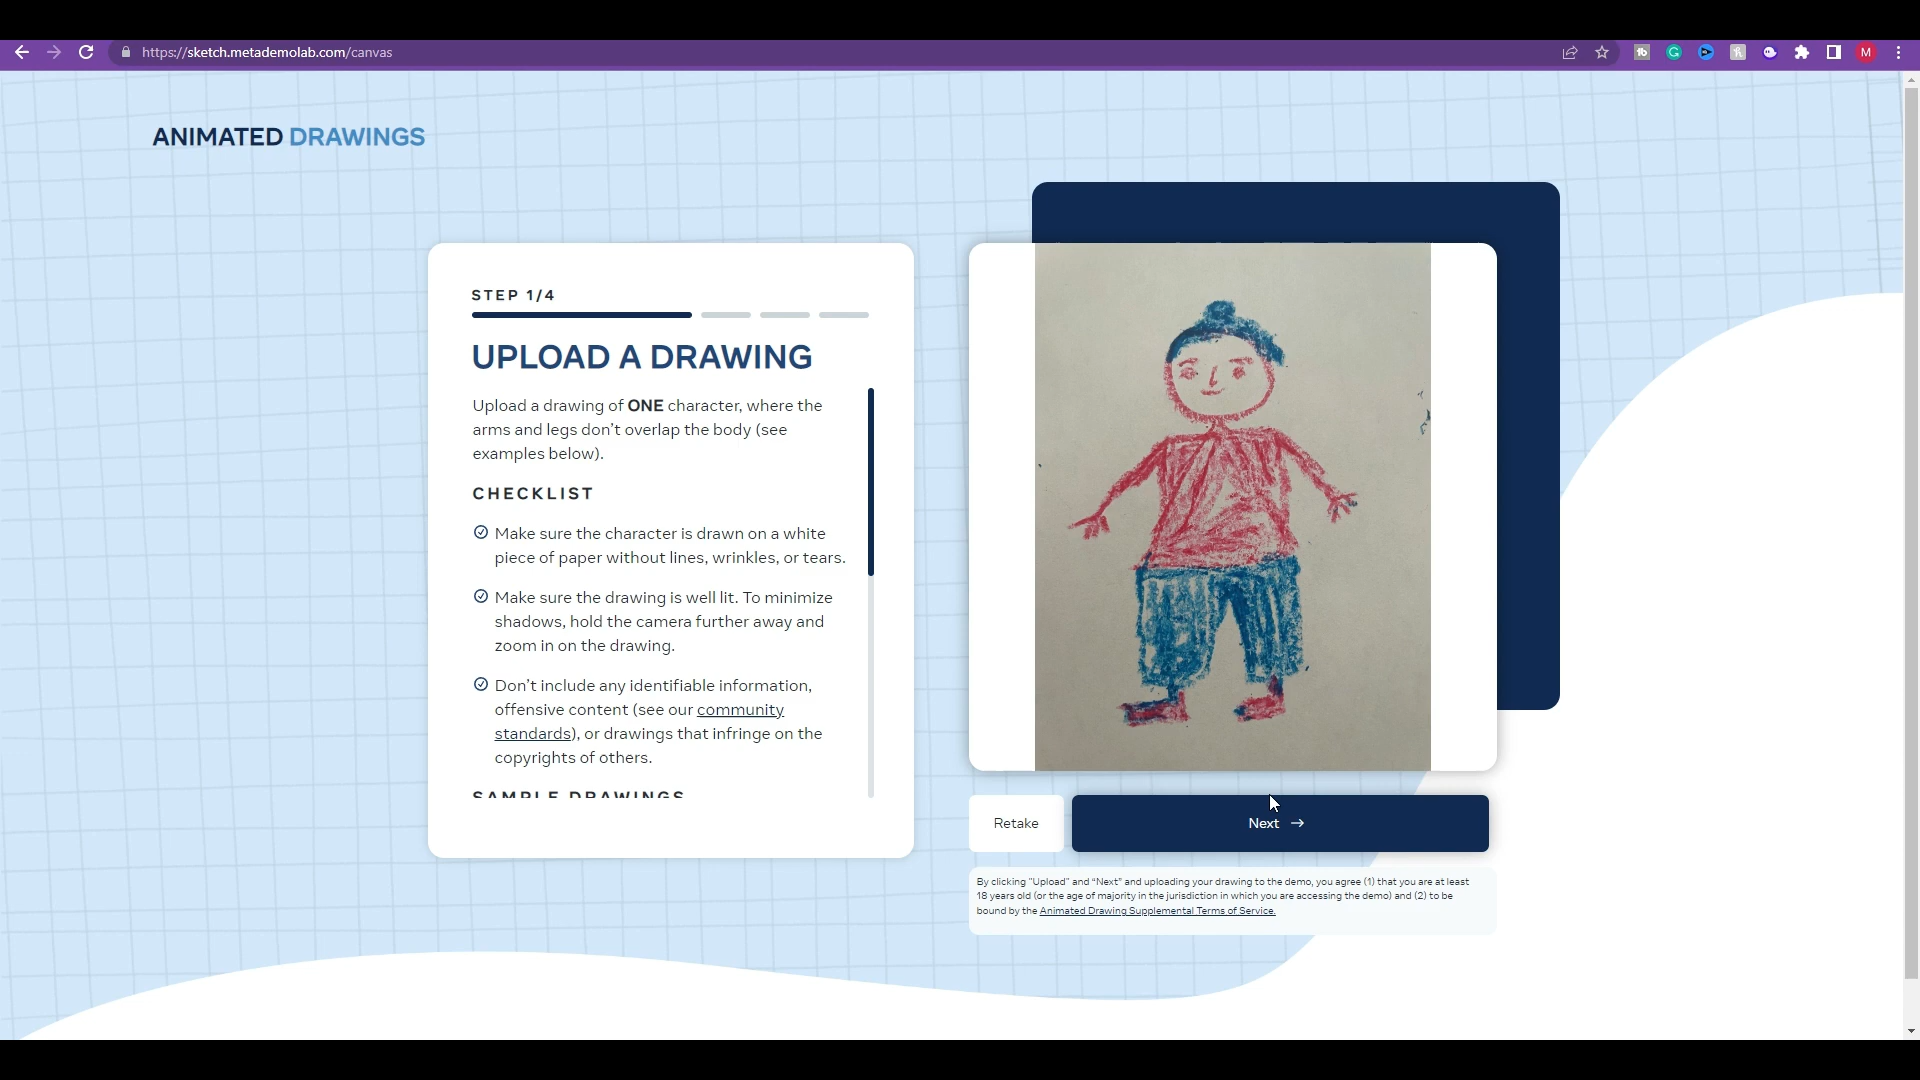 https://sketch.metademolab.com/canvas
M
ANIMATED DRAWINGS
STEP 1/4
UPLOAD A DRAWING
Upload a drawing of ONE character, where the
arms and legs don’t overlap the body (see
examples below).
CHECKLIST
Make sure the character is drawn on a white
piece of paper without lines, wrinkles, or tears.
Make sure the drawing is well lit. To minimize
shadows, hold the camera further away and
zoom in on the drawing.
Don’t include any identifiable information,
offensive content (see our community
standards), or drawings that infringe on the
copyrights of others.
SAMPLE DRAWINGS
Retake
Next →
By clicking "Upload" and “Next” and uploading your drawing to the demo, you agree (1) that you are at least
18 years old (or the age of majority in the jurisdiction in which you are accessing the demo) and (2) to be
bound by the Animated Drawing Supplemental Terms of Service.